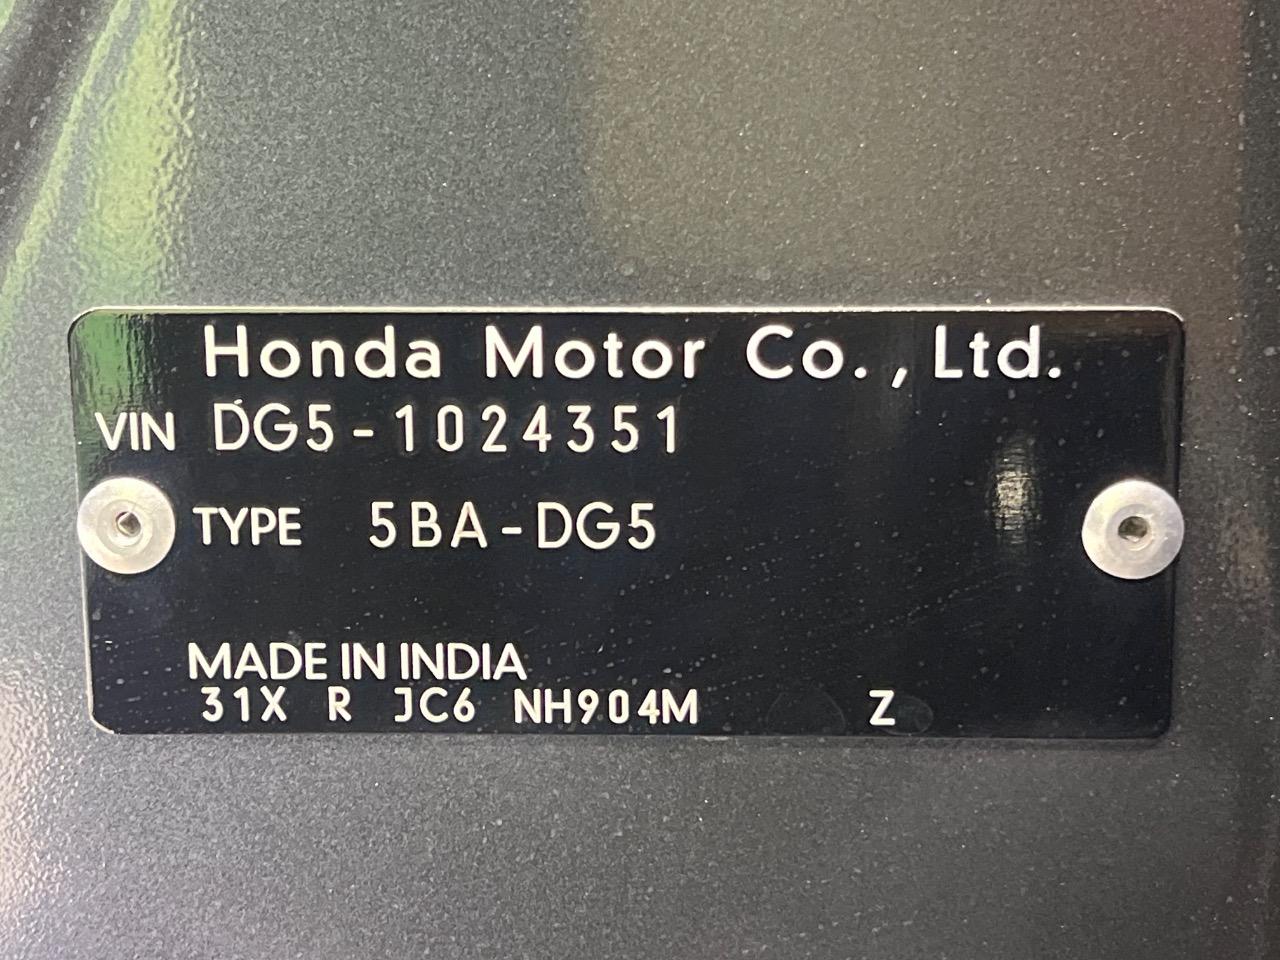 Honda Motor Co., Ltd.
VIN DG5-1024351
TYPE 5BA-DG5
MADE IN INDIA
31X R JC6 NH904M Z